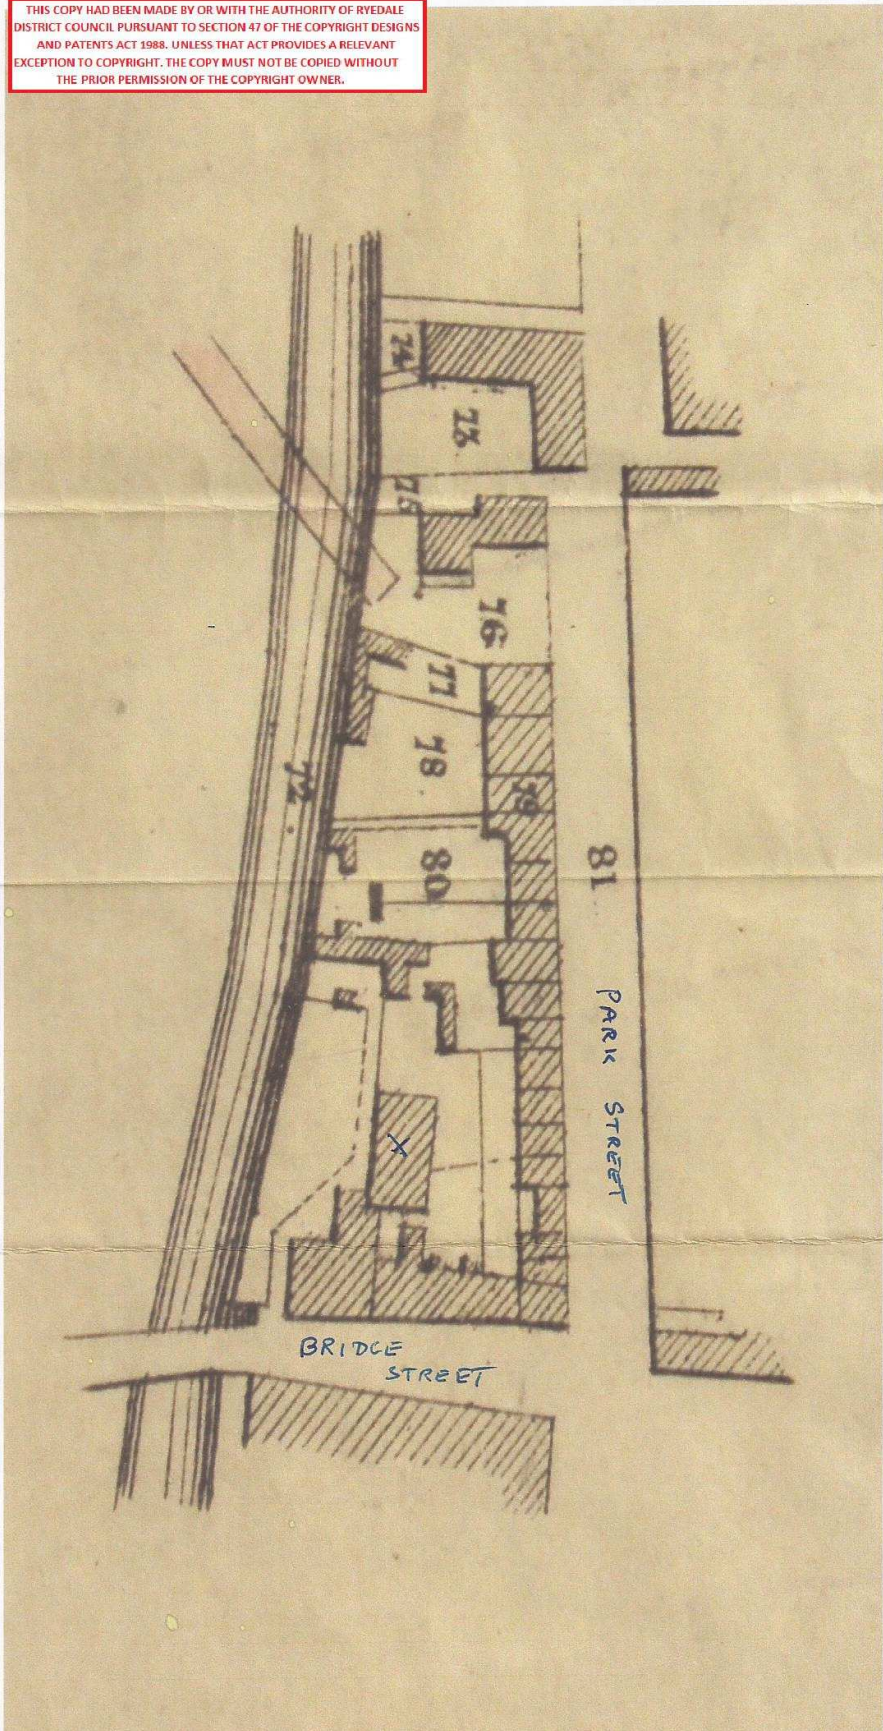 THIS COPY HAD BEEN MADE BY OR WITH THE AUTHORITY OF RYEDALE
DISTRICT COUNCIL PURSUANT TO SECTION 47 OF THE COPYRIGHT DESIGNS
AND PATENTS ACT 1988. UNLESS THAT ACT PROVIDES A RELEVANT
EXCEPTION TO COPYRIGHT. THE COPY MUST NOT BE COPIED WITHOUT
THE PRIOR PERMISSION OF THE COPYRIGHT OWNER.
74
73
75
76
77
78
72
79
80
81
PARK STREET
X
BRIDGE
STREET